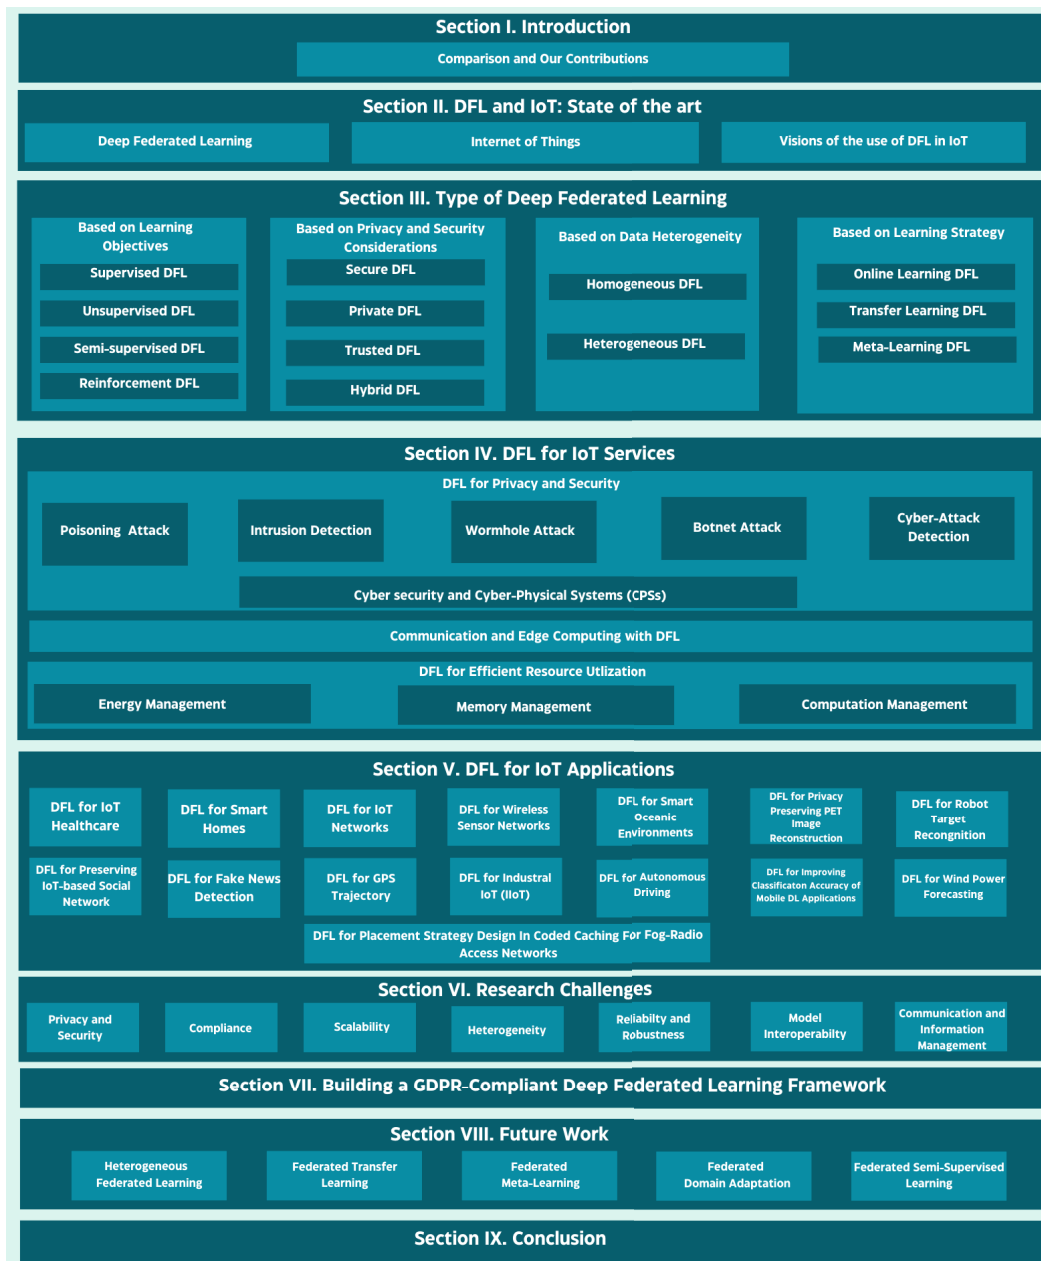 Section I. Introduction
Comparison and Our Contributions
Section II. DFL and IoT: State of the art
Deep Federated Learning
Internet of Things
Visions of the use of DFL in IoT
Section III. Type of Deep Federated Learning
Based on Learning
Objectives
Supervised DFL
Unsupervised DFL
Semi-supervised DFL
Reinforcement DFL
Based on Privacy and Security
Considerations
Secure DFL
Private DFL
Trusted DFL
Hybrid DFL
Based on Data Heterogeneity
Homogeneous DFL
Heterogeneous DFL
Based on Learning Strategy
Online Learning DFL
Transfer Learning DFL
Meta-Learning DFL
Section IV. DFL for IoT Services
DFL for Privacy and Security
Poisoning Attack
Intrusion Detection
Wormhole Attack
Botnet Attack
Cyber-Attack
Detection
Cyber security and Cyber-Physical Systems (CPSs)
Communication and Edge Computing with DFL
DFL for Efficient Resource Utlization
Energy Management
Memory Management
Computation Management
Section V. DFL for IoT Applications
DFL for IoT
Healthcare
DFL for Smart
Homes
DFL for IoT
Networks
DFL for Wireless
Sensor Networks
DFL for Smart
Oceanic
Environments
DFL for Privacy
Preserving PET
Image
Reconstruction
DFL for Robot
Target
Recongnition
DFL for Preserving
IoT-based Social
Network
DFL for Fake News
Detection
DFL for GPS
Trajectory
DFL for Industral
IoT (IIoT)
DFL for Autonomous
Driving
DFL for Improving
Classificaton Accuracy of
Mobile DL Applications
DFL for Wind Power
Forecasting
DFL for Placement Strategy Design In Coded Caching For Fog-Radio
Access Networks
Section VI. Research Challenges
Privacy and
Security
Compliance
Scalability
Heterogeneity
Reliabilty and
Robustness
Model
Interoperabilty
Communication and
Information
Management
Section VII. Building a GDPR-Compliant Deep Federated Learning Framework
Section VIII. Future Work
Heterogeneous
Federated Learning
Federated Transfer
Learning
Federated
Meta-Learning
Federated
Domain Adaptation
Federated Semi-Supervised
Learning
Section IX. Conclusion